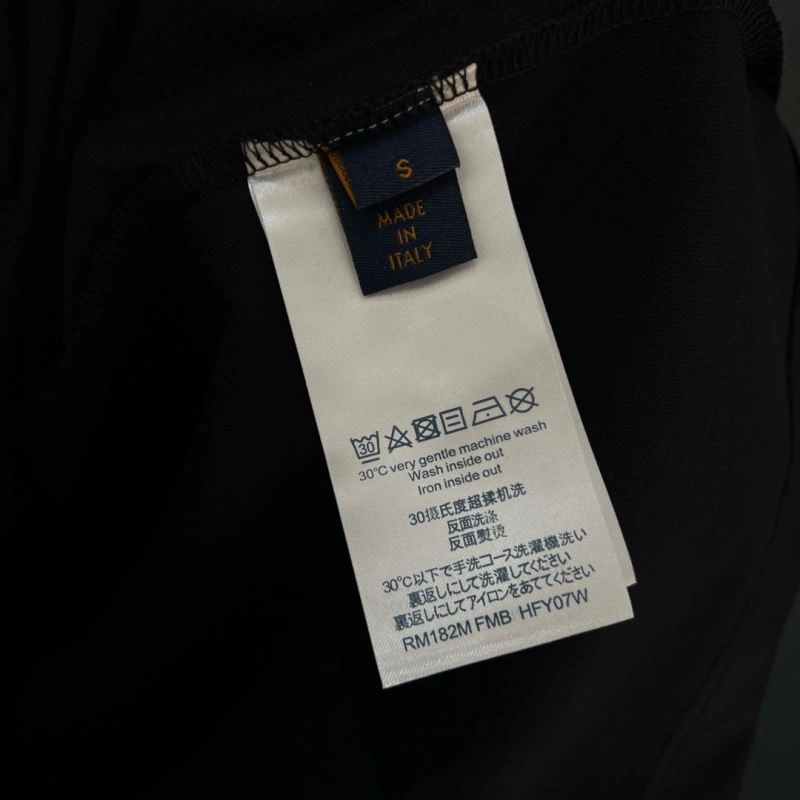 S
MADE
IN
ITALY
30
30°C very gentle machine wash
Wash inside out
Iron inside out
30摄氏度超揉机洗
反面洗涤
反面熨烫
30°C以下で手洗コース洗濯機洗い
裏返しにして洗濯してください
裏返しにしてアイロンをあててください
RM182M FMB HFY07W